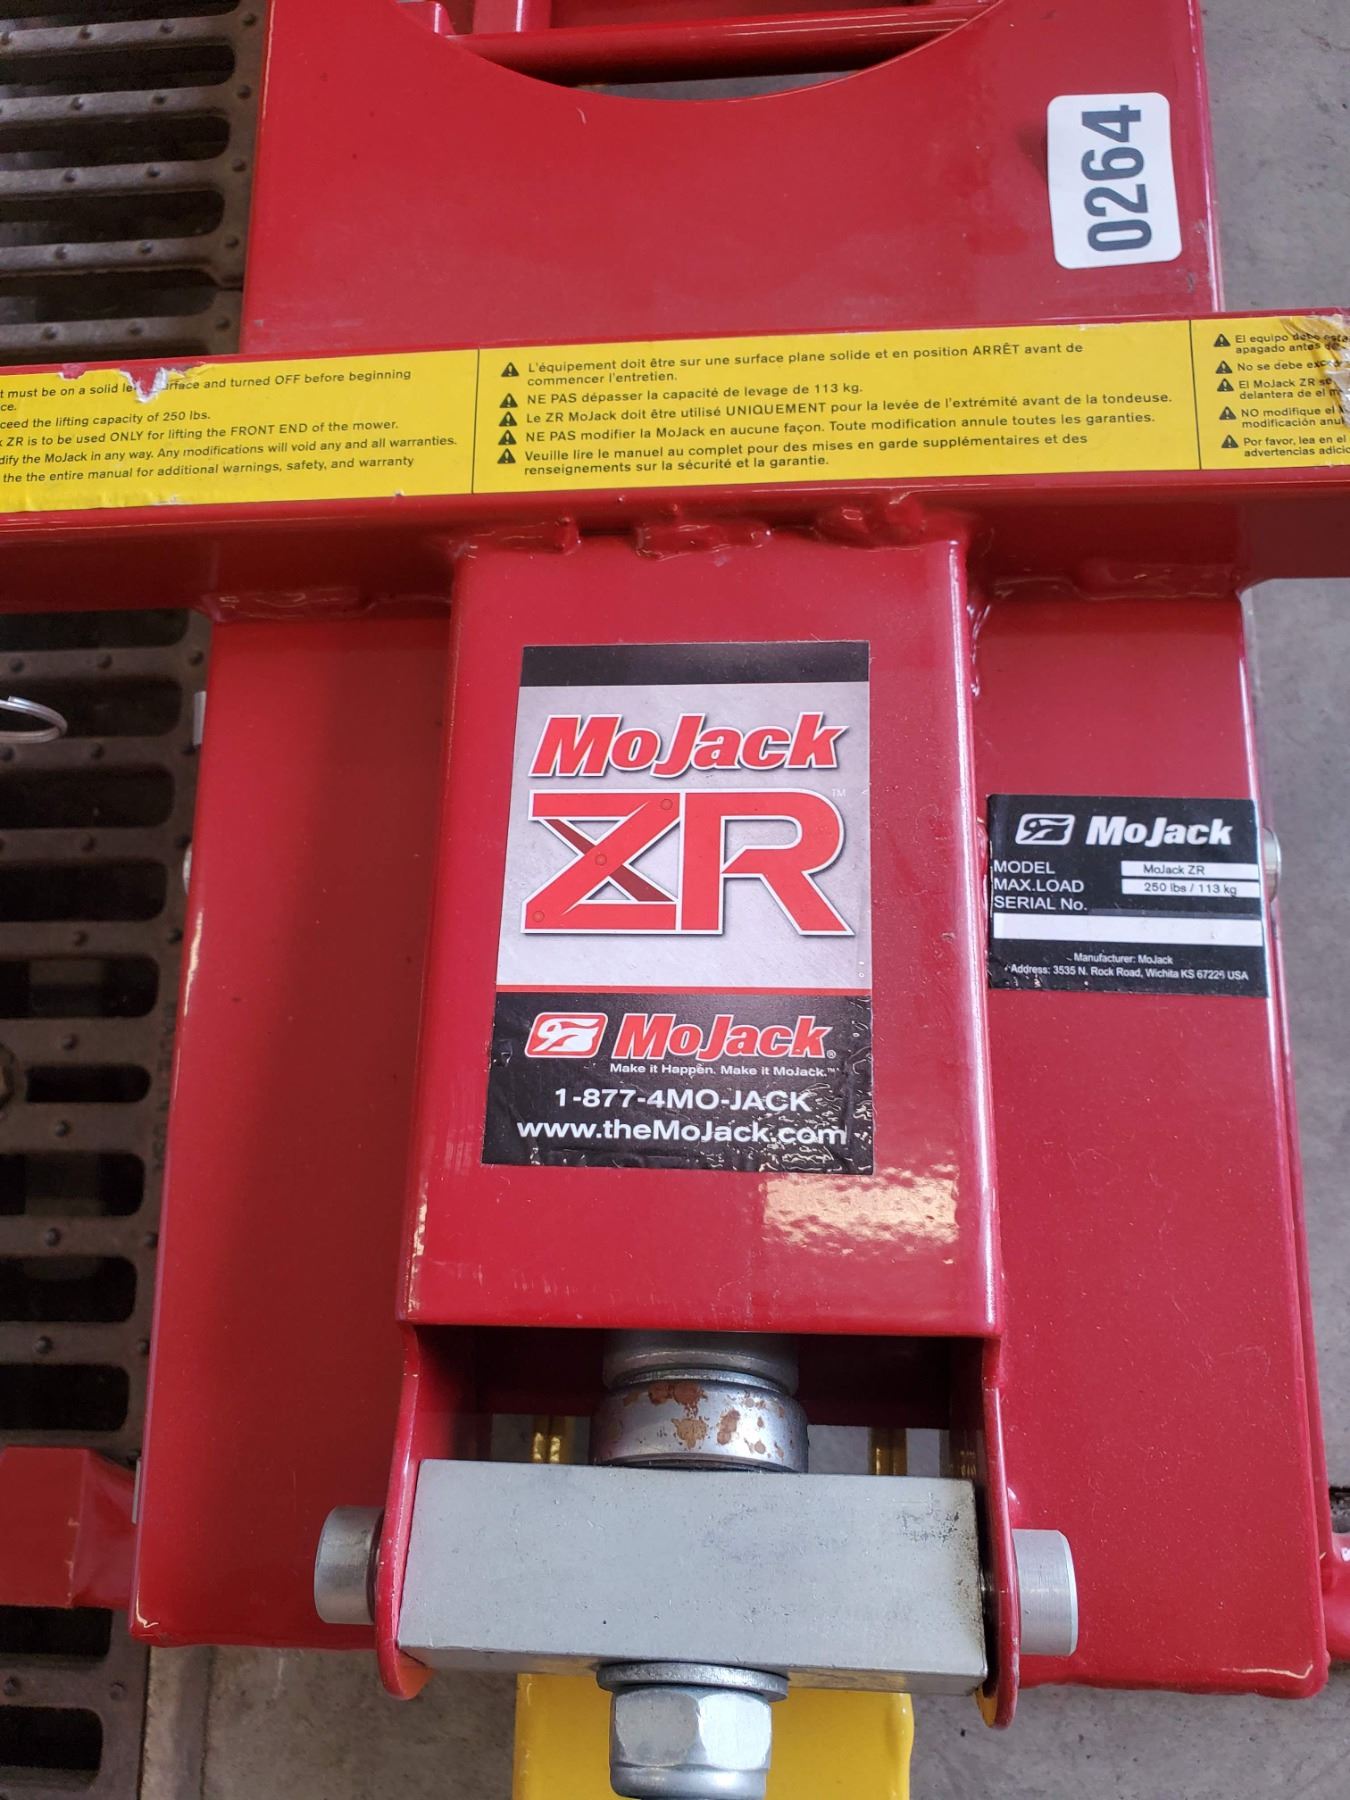 0264
t must be on a solid le rface and turned OFF before beginning
ce.
ceed the lifting capacity of 250 lbs.
k ZR is to be used ONLY for lifting the FRONT END of the mower.
dify the MoJack in any way. Any modifications will void any and all warranties.
the the entire manual for additional warnings, safety, and warranty
L'équipement doit être sur une surface plane solide et en position ARRÊT avant de
commencer l'entretien.
NE PAS dépasser la capacité de levage de 113 kg.
Le ZR MoJack doit être utilisé UNIQUEMENT pour la levée de l'extrémité avant de la tondeuse.
NE PAS modifier la MoJack en aucune façon. Toute modification annule toutes les garanties.
Veuille lire le manuel au complet pour des mises en garde supplémentaires et des
renseignements sur la sécurité et la garantie.
El equipo debe esta
apagado antes de
No se debe exc
El MoJack ZR se
delantera de el m
NO modifique el
modificación anu
Por favor, lea en el
advertencias adicio
MoJack
ZR™
MoJack®
Make it Happen. Make it MoJack.™
1-877-4MO-JACK
www.theMoJack.com
MoJack
MODEL MoJack ZR
MAX.LOAD 250 lbs / 113 kg
SERIAL No.
Manufacturer: MoJack
Address: 3535 N. Rock Road, Wichita KS 67226 USA